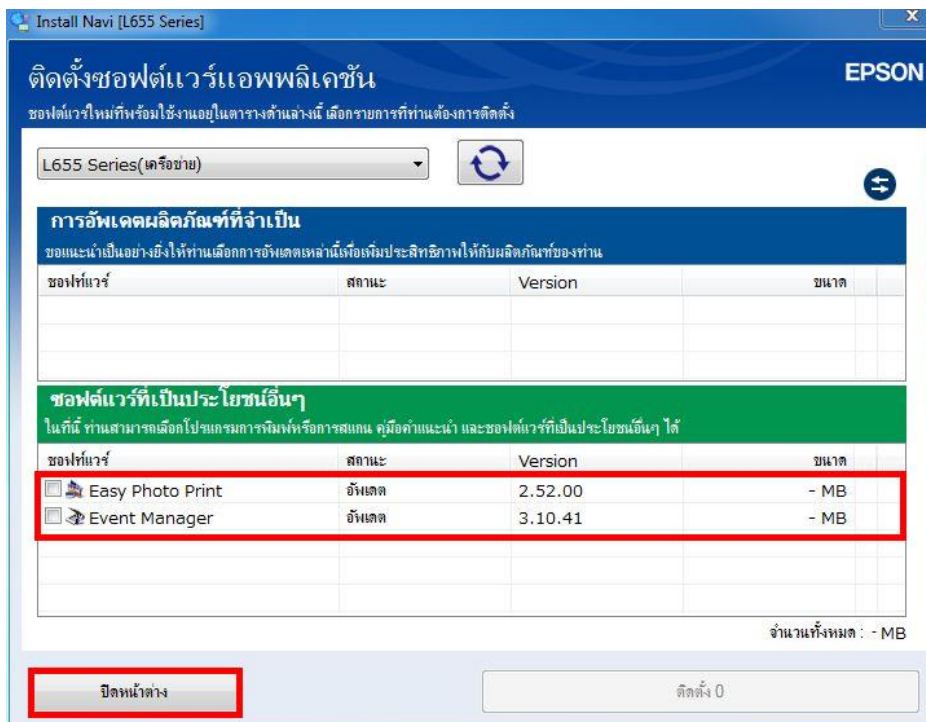 Install Navi [L655 Series]
ติดตั้งซอฟต์แวร์แอพพลิเคชัน
EPSON
ซอฟต์แวร์ใหม่ที่พร้อมใช้งานอยู่ในตารางด้านล่างนี้ เลือกรายการที่ท่านต้องการติดตั้ง
L655 Series(เครือข่าย)
การอัพเดตผลิตภัณฑ์ที่จำเป็น
ขอแนะนำเป็นอย่างยิ่งให้ท่านเลือกการอัพเดตเหล่านี้เพื่อเพิ่มประสิทธิภาพให้กับผลิตภัณฑ์ของท่าน
ซอฟท์แวร์ สถานะ Version ขนาด
ซอฟต์แวร์ที่เป็นประโยชน์อื่นๆ
ในที่นี้ ท่านสามารถเลือกโปรแกรมการพิมพ์หรือการสแกน คู่มือคำแนะนำ และซอฟต์แวร์ที่เป็นประโยชน์อื่นๆ ได้
ซอฟท์แวร์ สถานะ Version ขนาด
Easy Photo Print อัพเดต 2.52.00 - MB
Event Manager อัพเดต 3.10.41 - MB
จำนวนทั้งหมด : - MB
ปิดหน้าต่าง ติดตั้ง 0